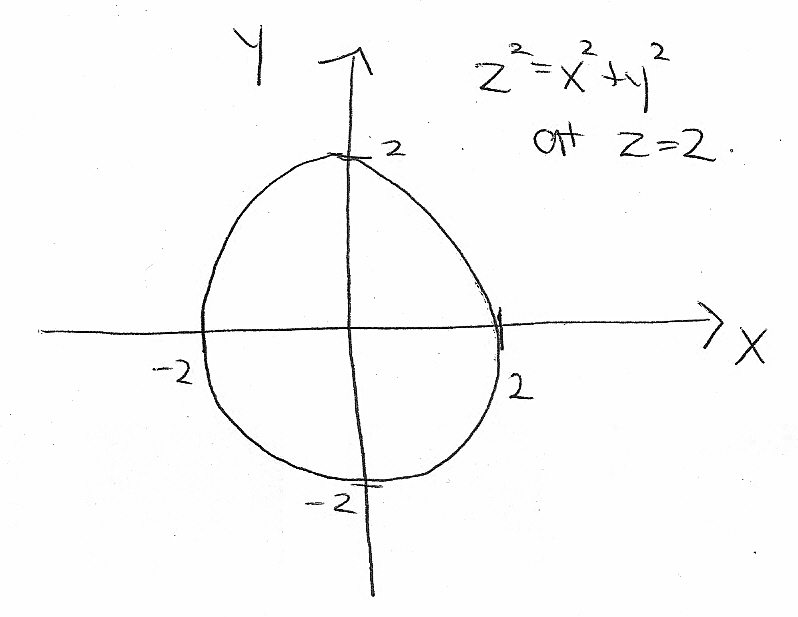 Y
z² = x² + y²
at z = 2.
2
-2
2
X
-2